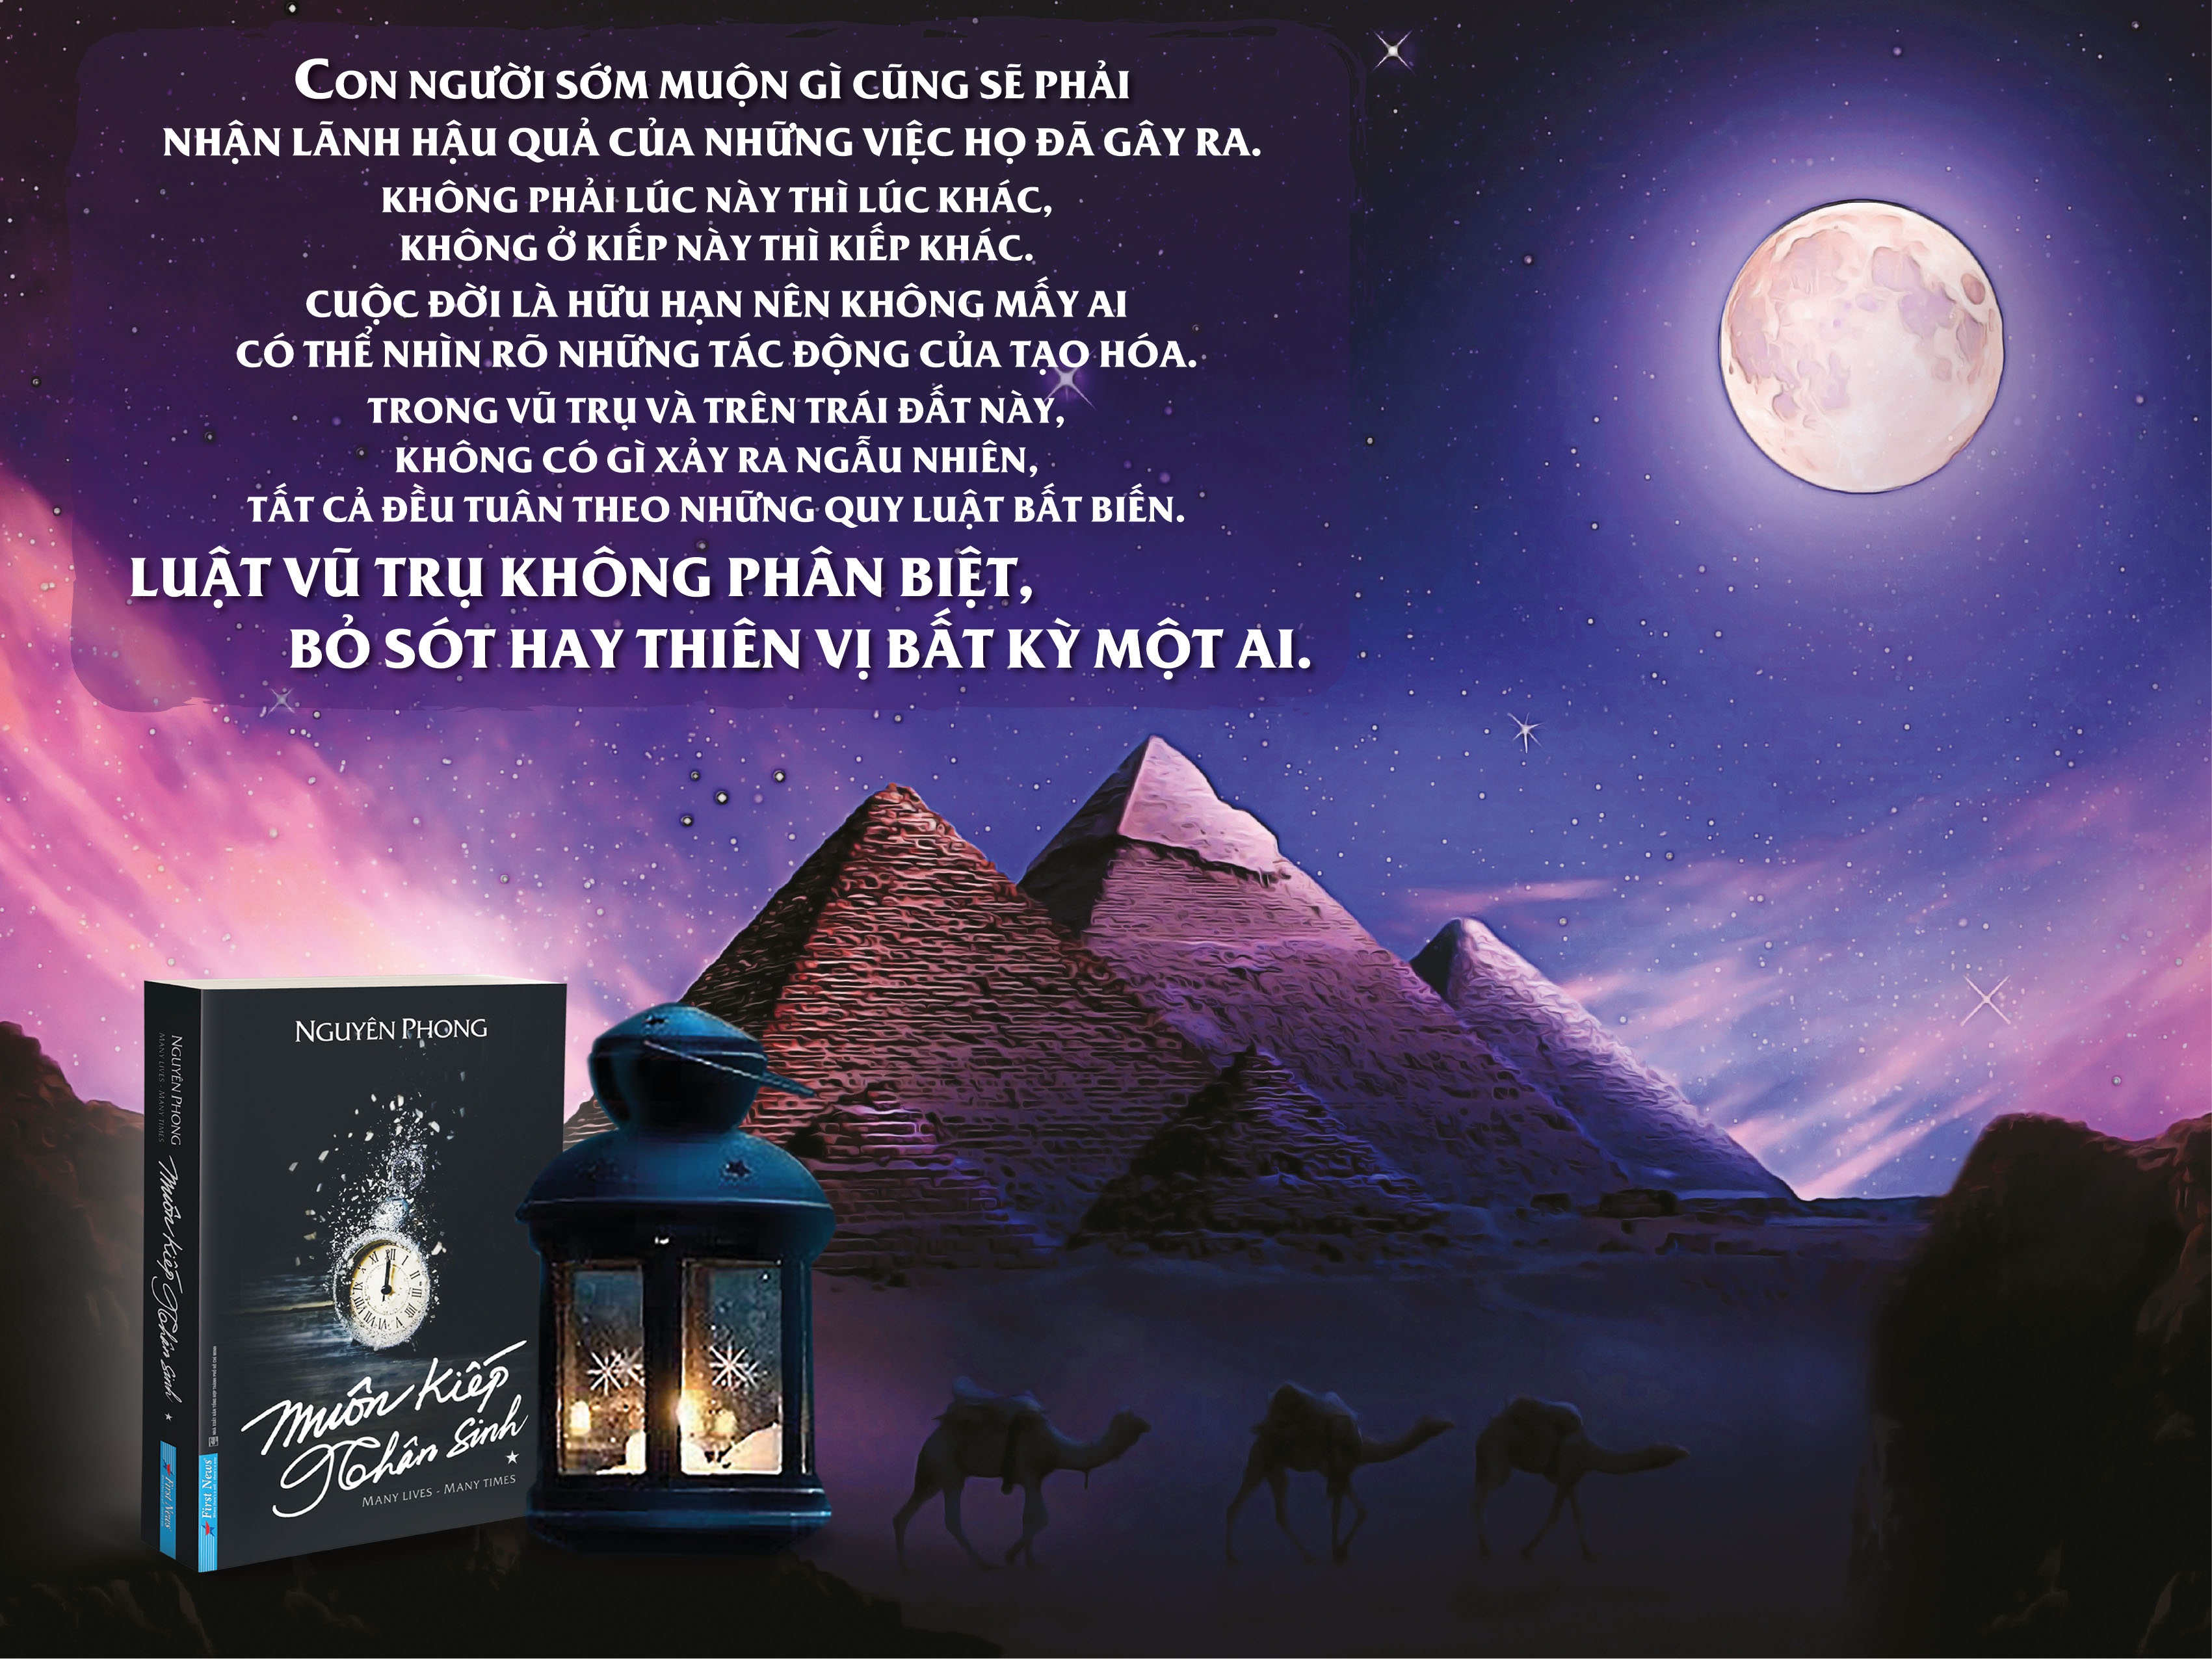 CON NGƯỜI SỚM MUỘN GÌ CŨNG SẼ PHẢI
NHẬN LÃNH HẬU QUẢ CỦA NHỮNG VIỆC HỌ ĐÃ GÂY RA.
KHÔNG PHẢI LÚC NÀY THÌ LÚC KHÁC,
KHÔNG Ở KIẾP NÀY THÌ KIẾP KHÁC.
CUỘC ĐỜI LÀ HỮU HẠN NÊN KHÔNG MẤY AI
CÓ THỂ NHÌN RÕ NHỮNG TÁC ĐỘNG CỦA TẠO HÓA.
TRONG VŨ TRỤ VÀ TRÊN TRÁI ĐẤT NÀY,
KHÔNG CÓ GÌ XẢY RA NGẪU NHIÊN,
TẤT CẢ ĐỀU TUÂN THEO NHỮNG QUY LUẬT BẤT BIẾN.
LUẬT VŨ TRỤ KHÔNG PHÂN BIỆT,
BỎ SÓT HAY THIÊN VỊ BẤT KỲ MỘT AI.
NGUYÊN PHONG
MANY LIVES - MANY TIMES
Muôn Kiếp Nhân Sinh
First News
NGUYÊN PHONG
XII
Muôn Kiếp
Nhân Sinh
MANY LIVES - MANY TIMES
First News